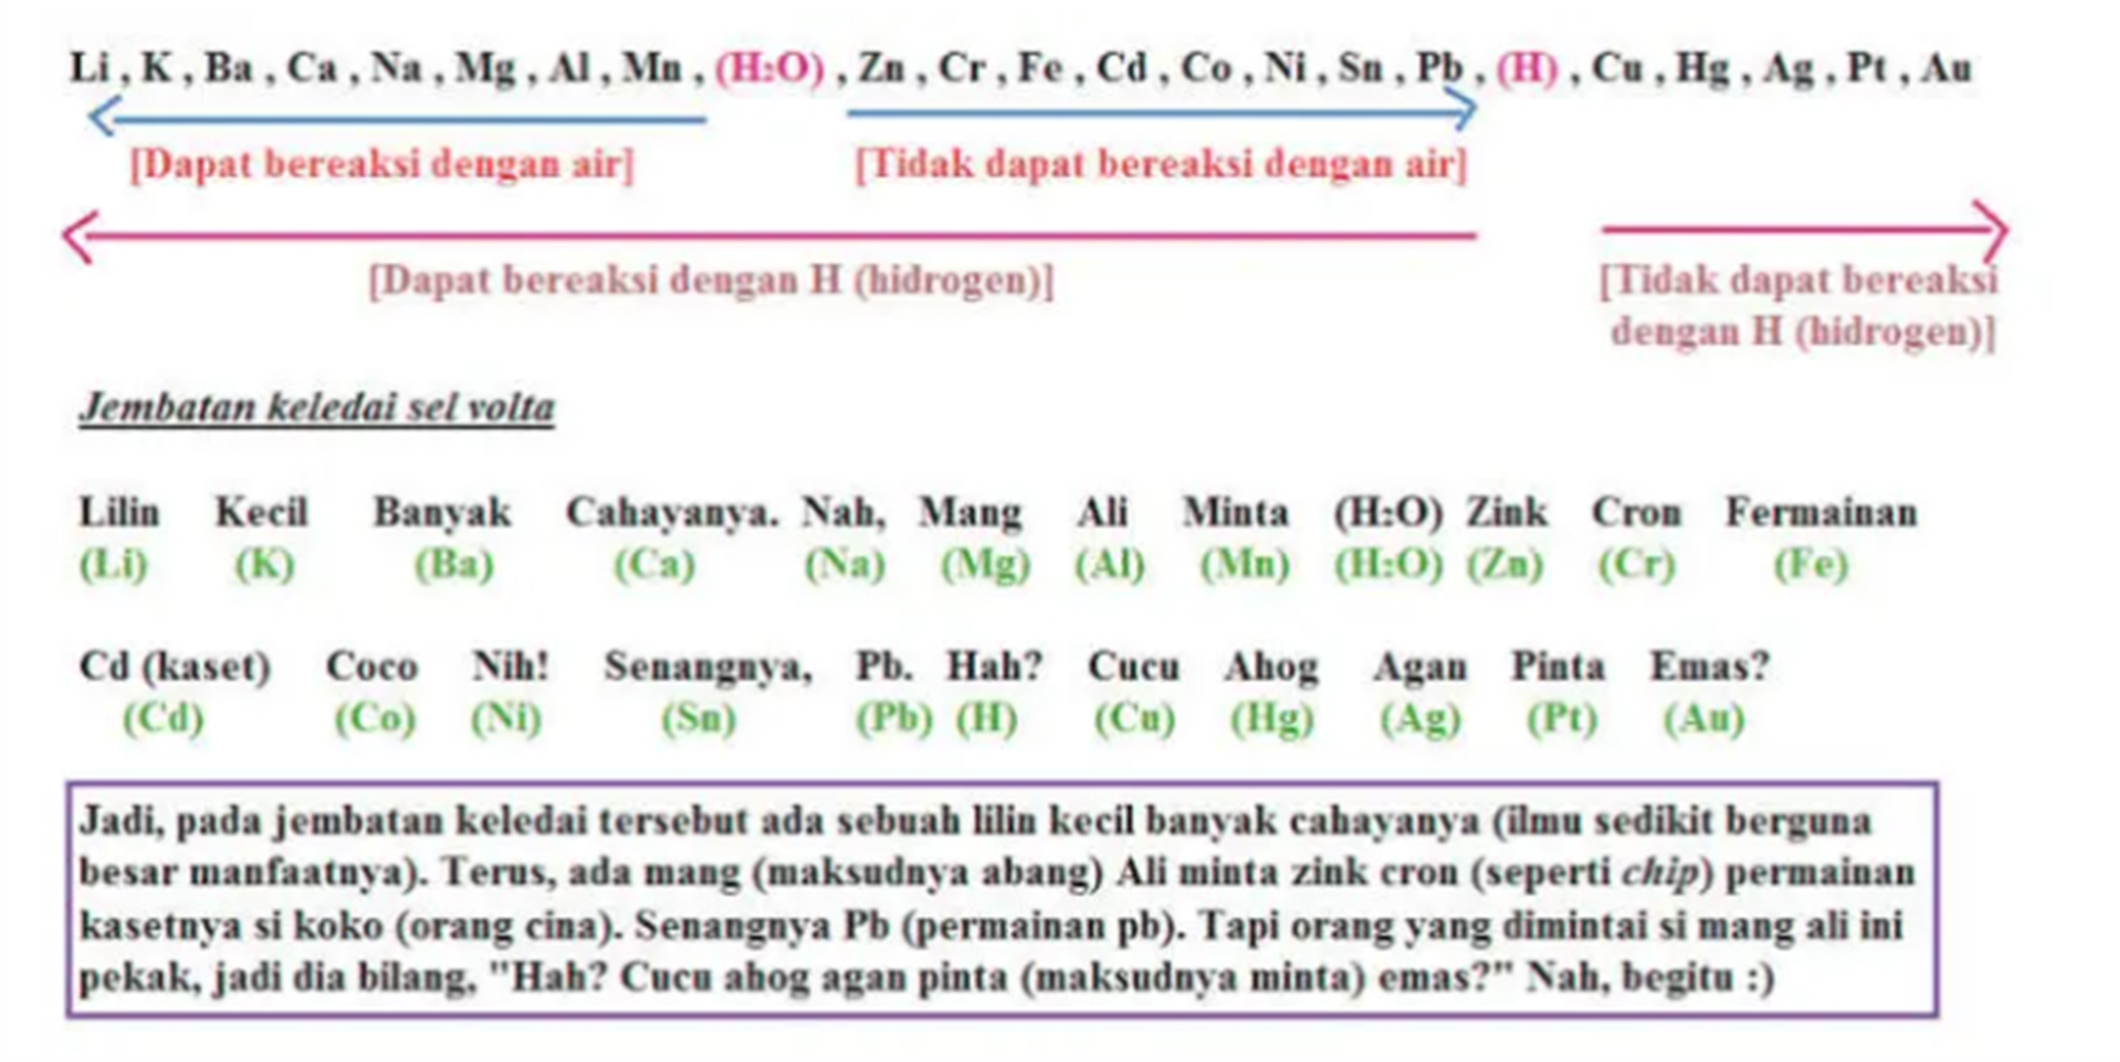 Li , K , Ba , Ca , Na , Mg , Al , Mn , (H₂O) , Zn , Cr , Fe , Cd , Co , Ni , Sn , Pb , (H) , Cu , Hg , Ag , Pt , Au
[Dapat bereaksi dengan air] [Tidak dapat bereaksi dengan air]
[Dapat bereaksi dengan H (hidrogen)] [Tidak dapat bereaksi
dengan H (hidrogen)]
Jembatan keledai sel volta
Lilin Kecil Banyak Cahayanya. Nah, Mang Ali Minta (H₂O) Zink Cron Fermainan
(Li) (K) (Ba) (Ca) (Na) (Mg) (Al) (Mn) (H₂O) (Zn) (Cr) (Fe)
Cd (kaset) Coco Nih! Senangnya, Pb. Hah? Cucu Ahog Agan Pinta Emas?
(Cd) (Co) (Ni) (Sn) (Pb) (H) (Cu) (Hg) (Ag) (Pt) (Au)
Jadi, pada jembatan keledai tersebut ada sebuah lilin kecil banyak cahayanya (ilmu sedikit berguna
besar manfaatnya). Terus, ada mang (maksudnya abang) Ali minta zink cron (seperti chip) permainan
kasetnya si koko (orang cina). Senangnya Pb (permainan pb). Tapi orang yang dimintai si mang ali ini
pekak, jadi dia bilang, "Hah? Cucu ahog agan pinta (maksudnya minta) emas?" Nah, begitu :)